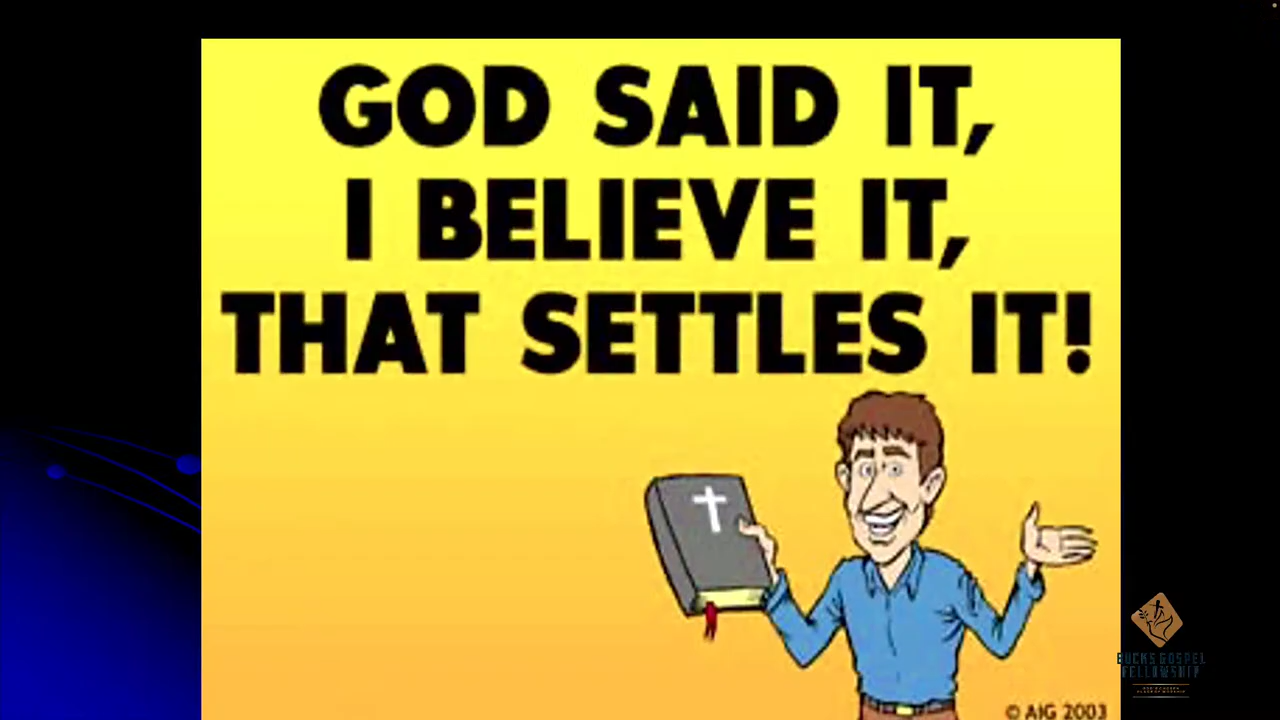 GOD SAID IT,
I BELIEVE IT,
THAT SETTLES IT!
© AIG 2003
BUCKS GOSPEL
FELLOWSHIP